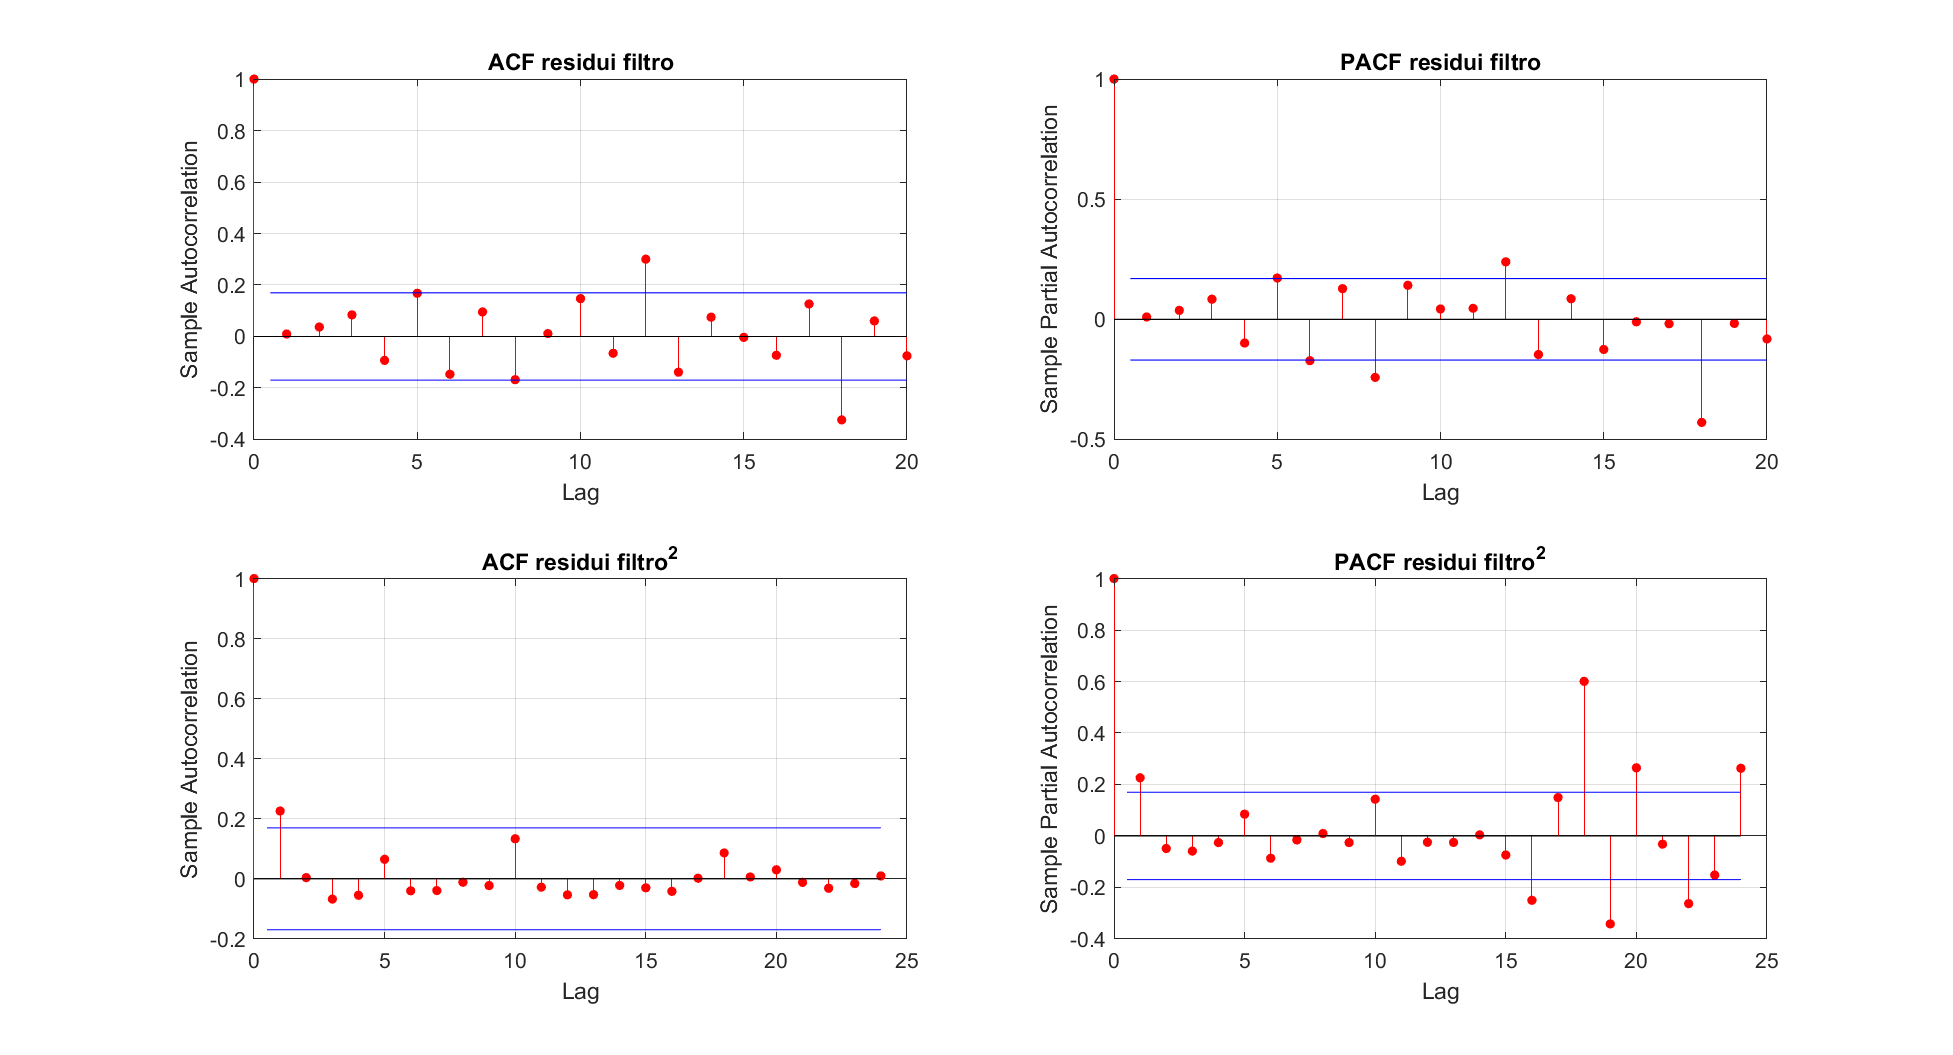 ACF residui filtro
Sample Autocorrelation
1
0.8
0.6
0.4
0.2
0
-0.2
-0.4
0 5 10 15 20
Lag
PACF residui filtro
Sample Partial Autocorrelation
1
0.5
0
-0.5
0 5 10 15 20
Lag
ACF residui filtro²
Sample Autocorrelation
1
0.8
0.6
0.4
0.2
0
-0.2
0 5 10 15 20 25
Lag
PACF residui filtro²
Sample Partial Autocorrelation
1
0.8
0.6
0.4
0.2
0
-0.2
-0.4
0 5 10 15 20 25
Lag